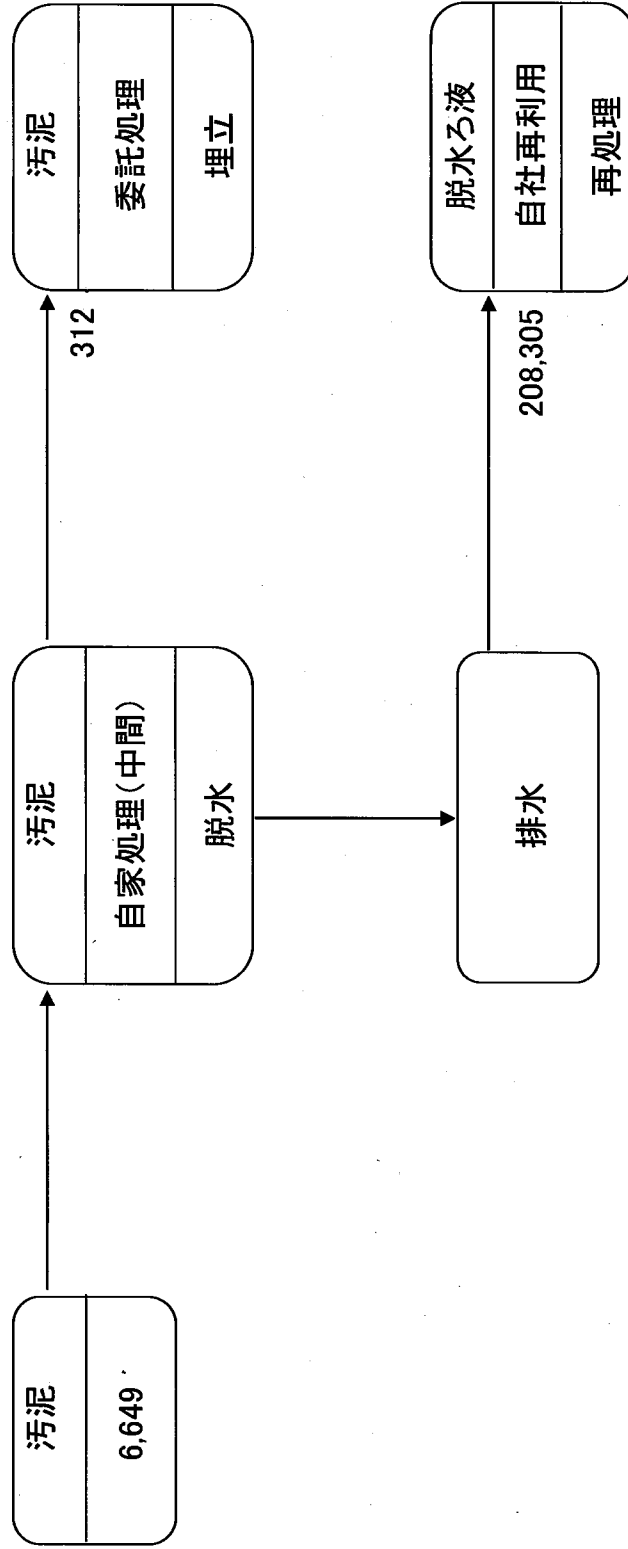 汚泥
6,649
汚泥
自家処理(中間)
脱水
312
汚泥
委託処理
埋立
排水
208,305
脱水ろ液
自社再利用
再処理